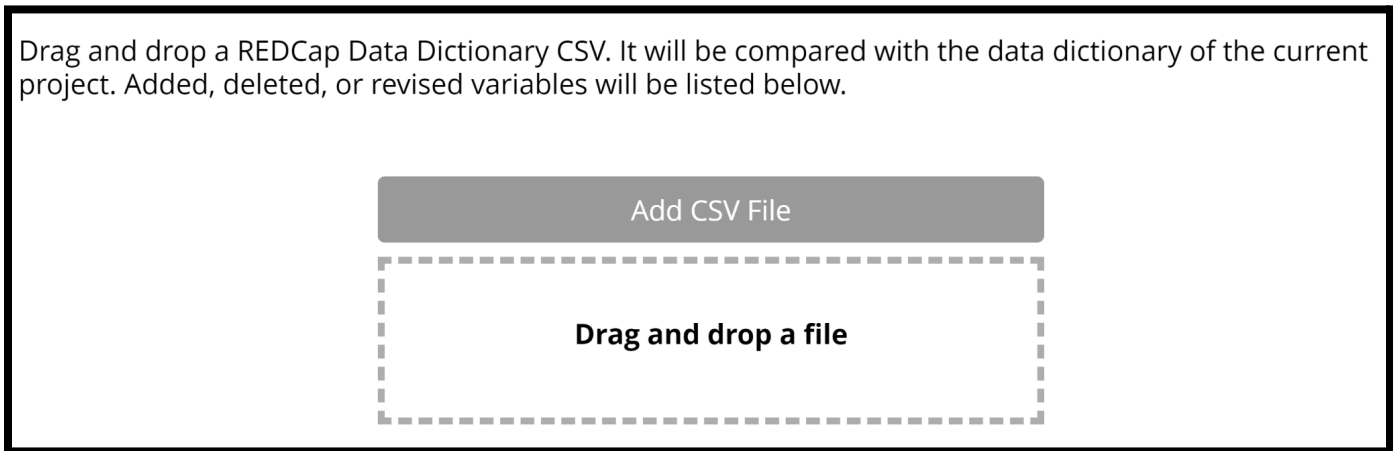 Drag and drop a REDCap Data Dictionary CSV. It will be compared with the data dictionary of the current
project. Added, deleted, or revised variables will be listed below.
Add CSV File
Drag and drop a file